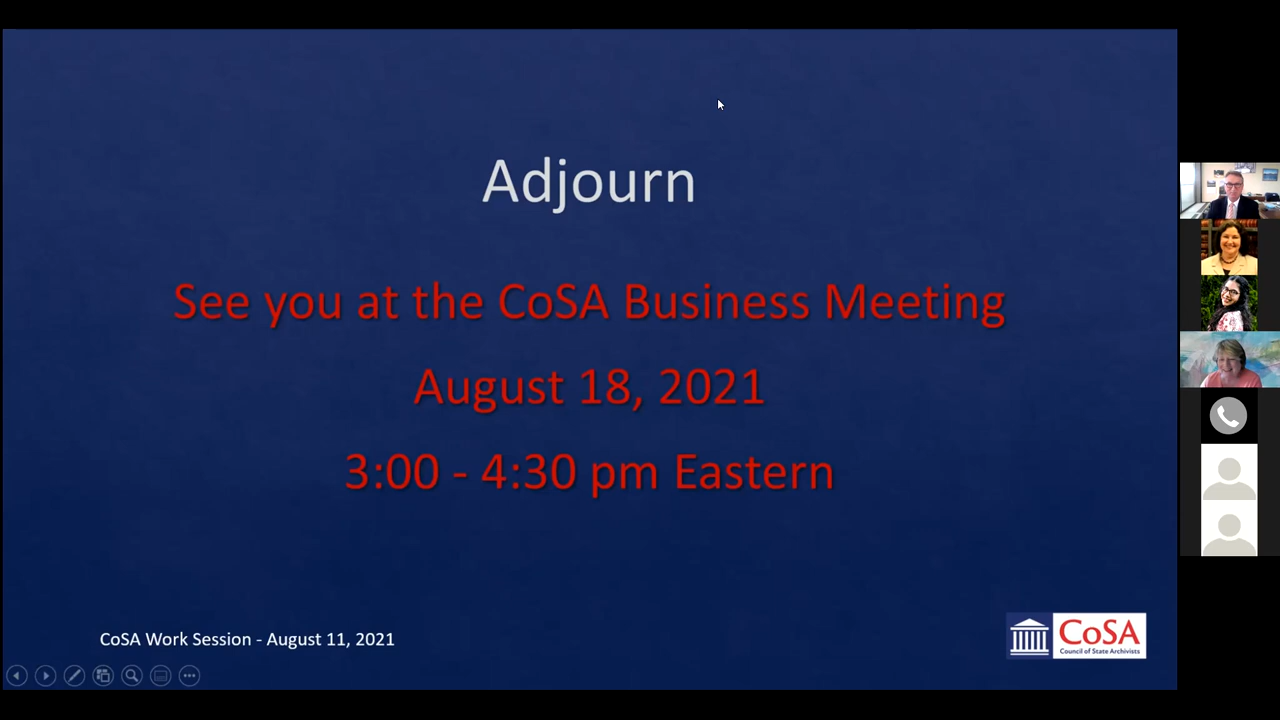 Adjourn
See you at the CoSA Business Meeting
August 18, 2021
3:00 - 4:30 pm Eastern
CoSA Work Session - August 11, 2021
CoSA
Council of State Archivists